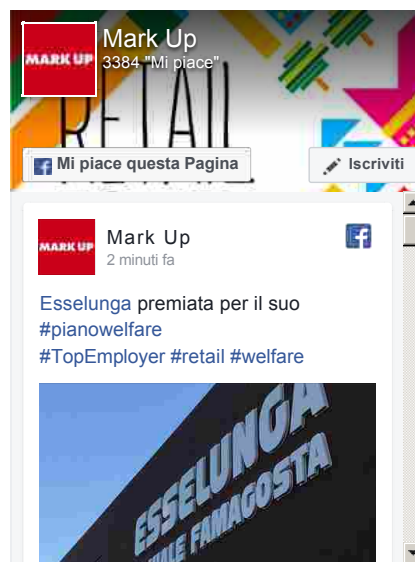 MARK UP
Mark Up
3384 "Mi piace"
RETAIL
Mi piace questa Pagina
Iscriviti
MARK UP
Mark Up
2 minuti fa
Esselunga premiata per il suo
#pianowelfare
#TopEmployer #retail #welfare
ESSELUNGA
VIALE FAMAGOSTA